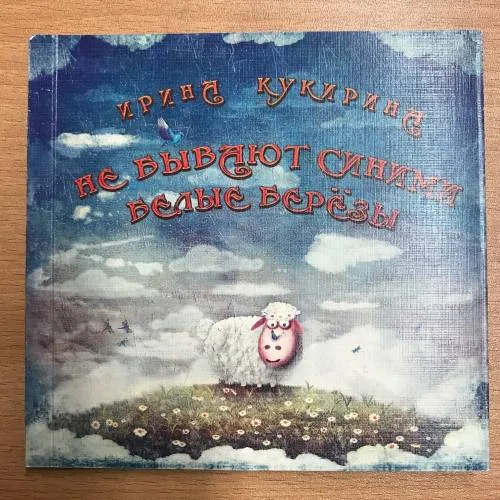 ИРИНА КУКИРИНА
НЕ БЫВАЮТ СИНИМИ
БЕЛЫЕ БЕРЁЗЫ